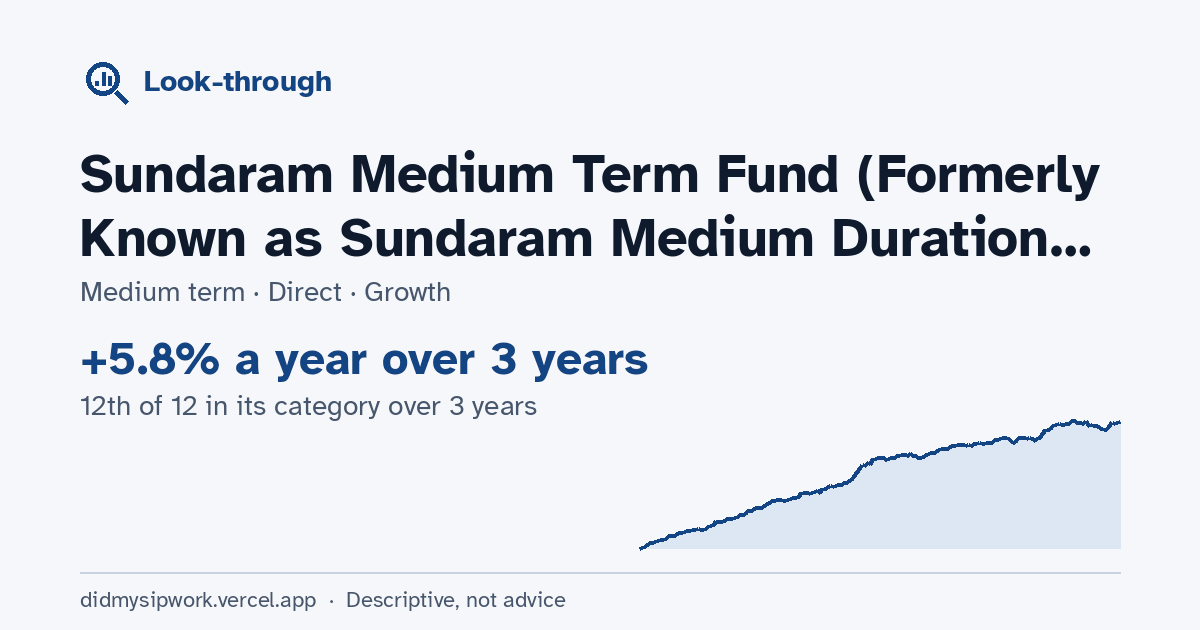 Look-through
Sundaram Medium Term Fund (Formerly
Known as Sundaram Medium Duration...
Medium term · Direct · Growth
+5.8% a year over 3 years
12th of 12 in its category over 3 years
didmysipwork.vercel.app · Descriptive, not advice